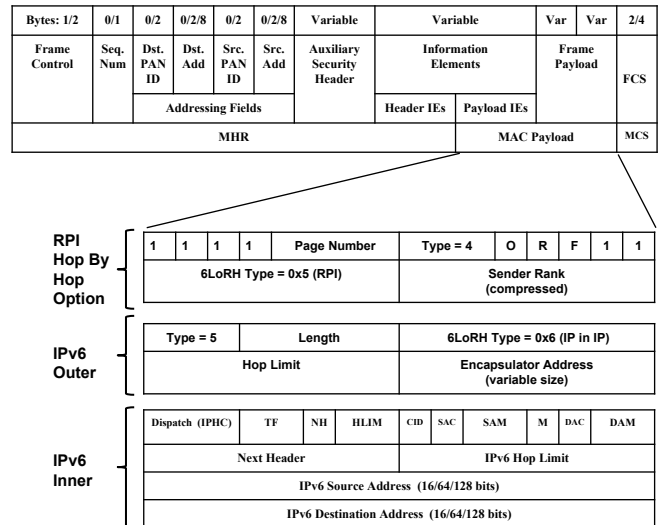 Bytes: 1/2 0/1 0/2 0/2/8 0/2 0/2/8 Variable Variable Var Var 2/4
Frame Control Seq. Num Dst. PAN ID Dst. Add Src. PAN ID Src. Add Auxiliary Security Header Information Elements Frame Payload FCS
Addressing Fields Header IEs Payload IEs
MHR MAC Payload MCS
RPI Hop By Hop Option
1 1 1 1 Page Number Type = 4 O R F 1 1
6LoRH Type = 0x5 (RPI) Sender Rank (compressed)
IPv6 Outer
Type = 5 Length 6LoRH Type = 0x6 (IP in IP)
Hop Limit Encapsulator Address (variable size)
IPv6 Inner
Dispatch (IPHC) TF NH HLIM CID SAC SAM M DAC DAM
Next Header IPv6 Hop Limit
IPv6 Source Address (16/64/128 bits)
IPv6 Destination Address (16/64/128 bits)